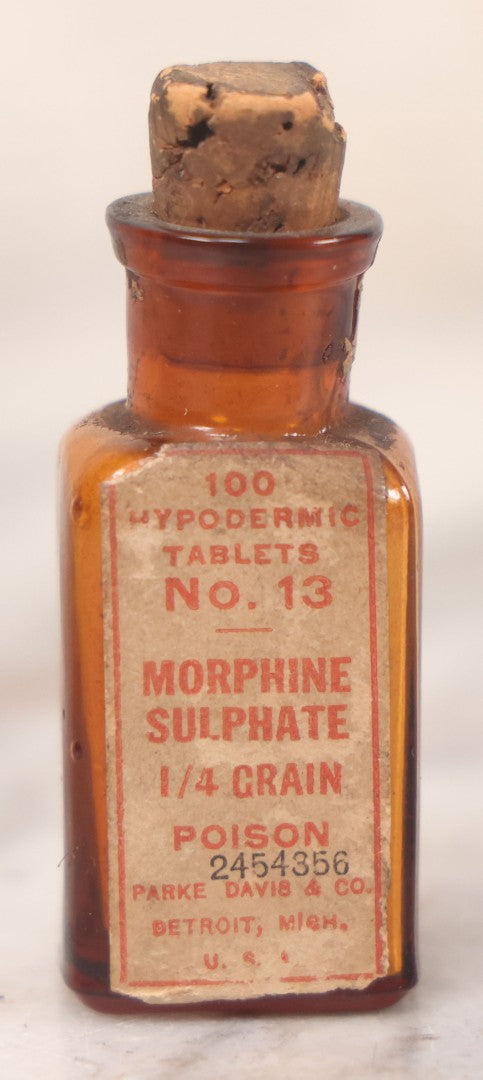 100
HYPODERMIC
TABLETS
No. 13
MORPHINE
SULPHATE
1/4 GRAIN
POISON
2454356
PARKE DAVIS & CO.
DETROIT, MICH.
U. S.